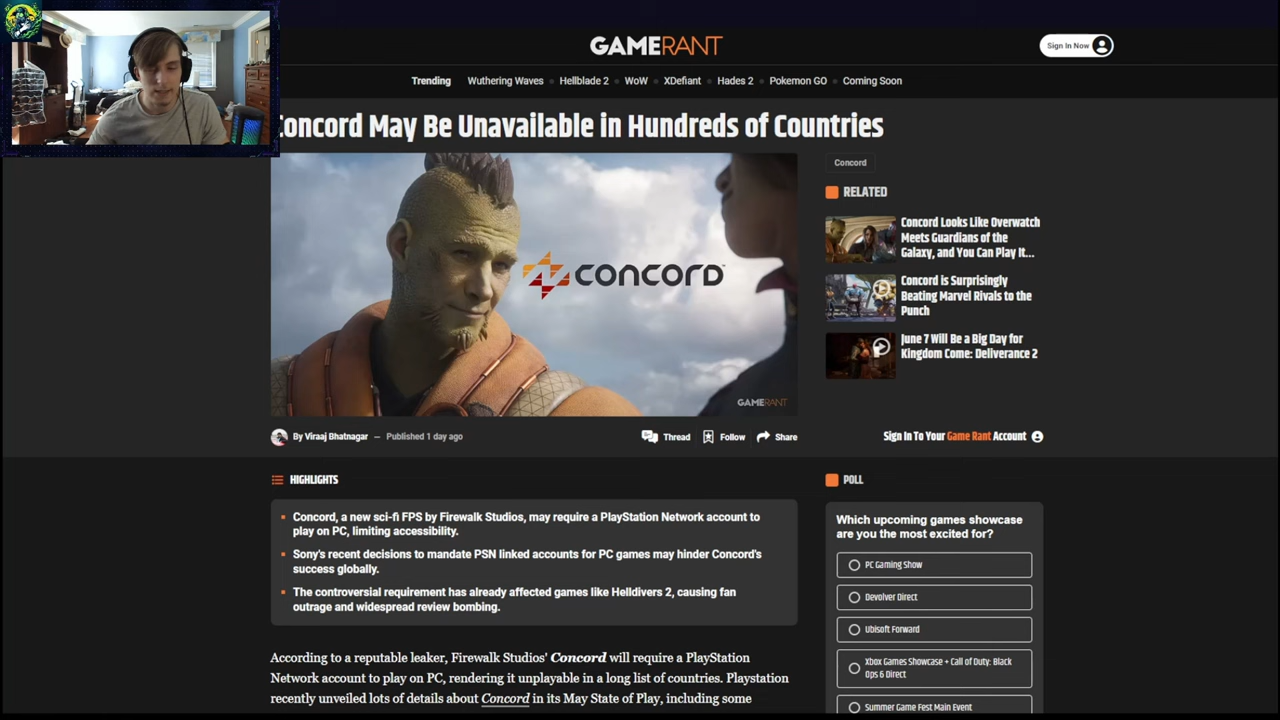 GAMERANT
Sign In Now
Trending
Wuthering Waves
Hellblade 2
WoW
XDefiant
Hades 2
Pokemon GO
Coming Soon
Concord May Be Unavailable in Hundreds of Countries
CONCORD
GAMERANT
By Viraaj Bhatnagar — Published 1 day ago
Thread
Follow
Share
Concord
RELATED
Concord Looks Like Overwatch
Meets Guardians of the
Galaxy, and You Can Play It...
Concord is Surprisingly
Beating Marvel Rivals to the
Punch
June 7 Will Be a Big Day for
Kingdom Come: Deliverance 2
Sign In To Your Game Rant Account
HIGHLIGHTS
Concord, a new sci-fi FPS by Firewalk Studios, may require a PlayStation Network account to
play on PC, limiting accessibility.
Sony's recent decisions to mandate PSN linked accounts for PC games may hinder Concord's
success globally.
The controversial requirement has already affected games like Helldivers 2, causing fan
outrage and widespread review bombing.
According to a reputable leaker, Firewalk Studios' Concord will require a PlayStation
Network account to play on PC, rendering it unplayable in a long list of countries. Playstation
recently unveiled lots of details about Concord in its May State of Play, including some
POLL
Which upcoming games showcase
are you the most excited for?
PC Gaming Show
Devolver Direct
Ubisoft Forward
Xbox Games Showcase + Call of Duty: Black
Ops 6 Direct
Summer Game Fest Main Event